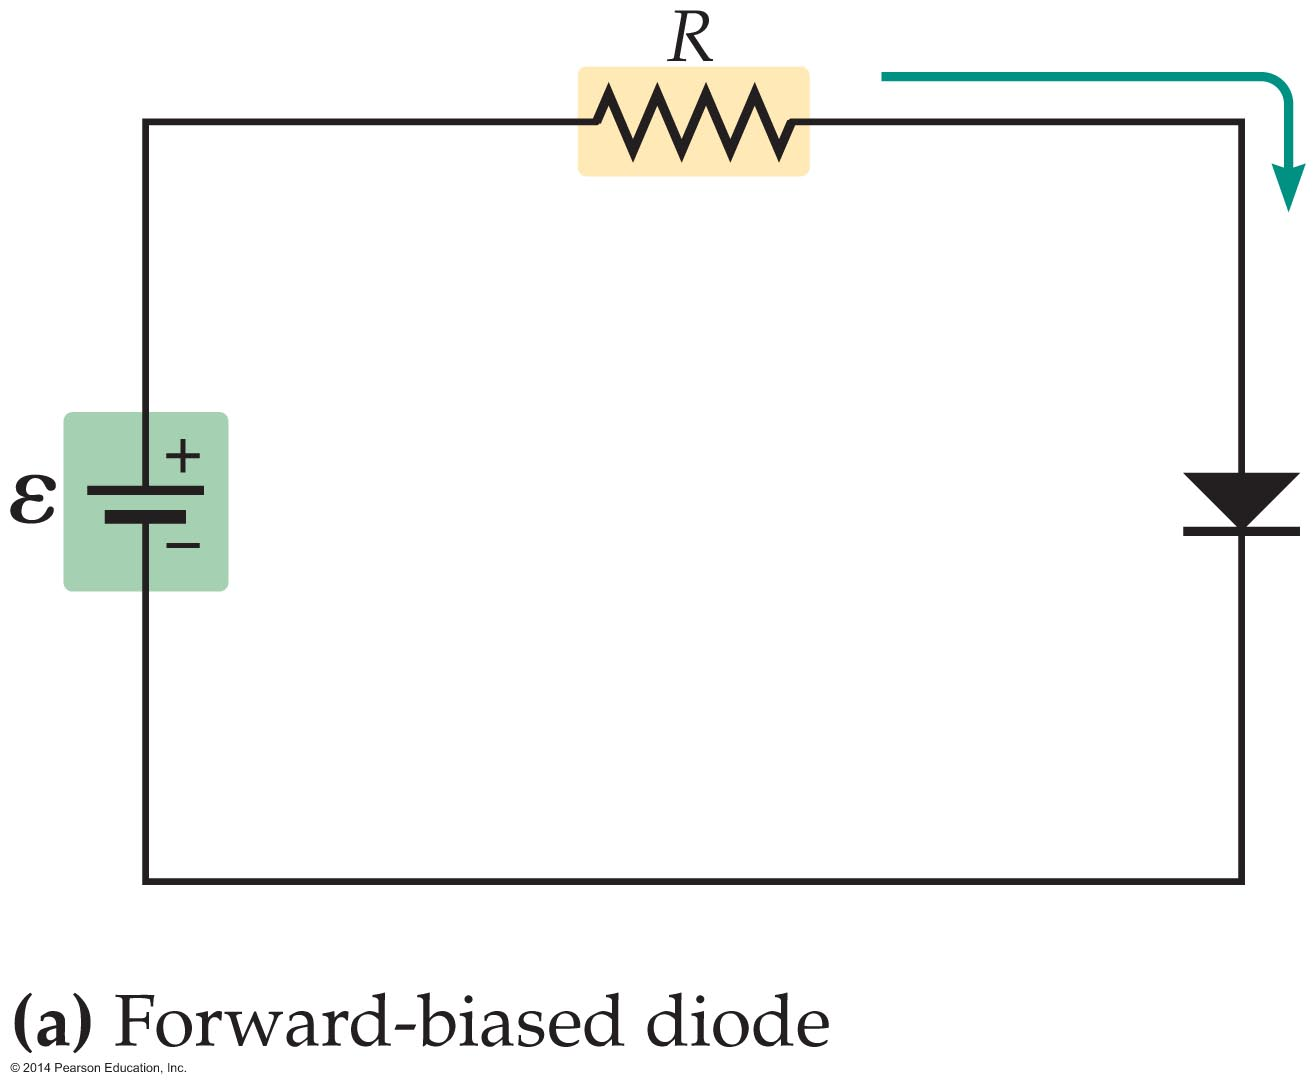 R
ε
+
−
(a) Forward-biased diode
© 2014 Pearson Education, Inc.